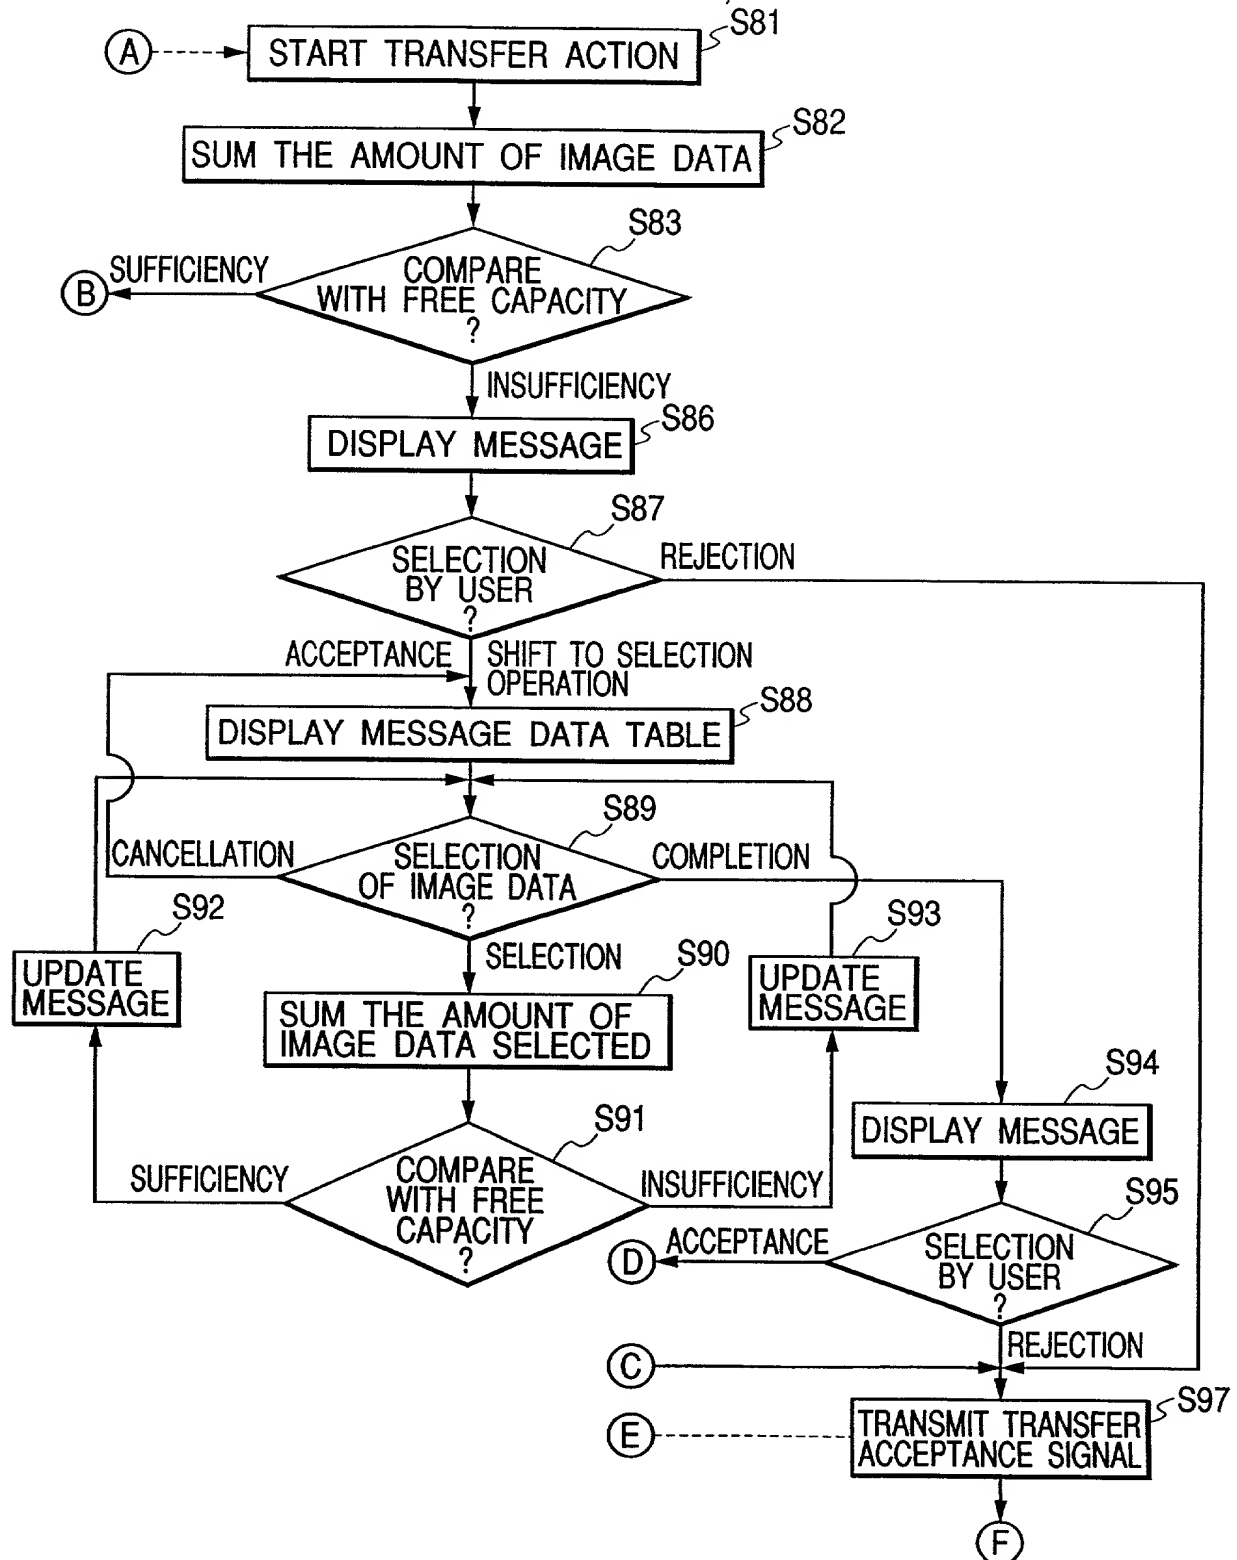 S81
A
START TRANSFER ACTION
S82
SUM THE AMOUNT OF IMAGE DATA
S83
SUFFICIENCY
B
COMPARE
WITH FREE CAPACITY
?
INSUFFICIENCY
S86
DISPLAY MESSAGE
S87
SELECTION
BY USER
?
REJECTION
ACCEPTANCE
SHIFT TO SELECTION
OPERATION
S88
DISPLAY MESSAGE DATA TABLE
S89
CANCELLATION
SELECTION
OF IMAGE DATA
?
COMPLETION
S92
UPDATE
MESSAGE
SELECTION
S90
SUM THE AMOUNT OF
IMAGE DATA SELECTED
S93
UPDATE
MESSAGE
S91
SUFFICIENCY
COMPARE
WITH FREE
CAPACITY
?
INSUFFICIENCY
S94
DISPLAY MESSAGE
S95
D
ACCEPTANCE
SELECTION
BY USER
?
REJECTION
C
S97
E
TRANSMIT TRANSFER
ACCEPTANCE SIGNAL
F